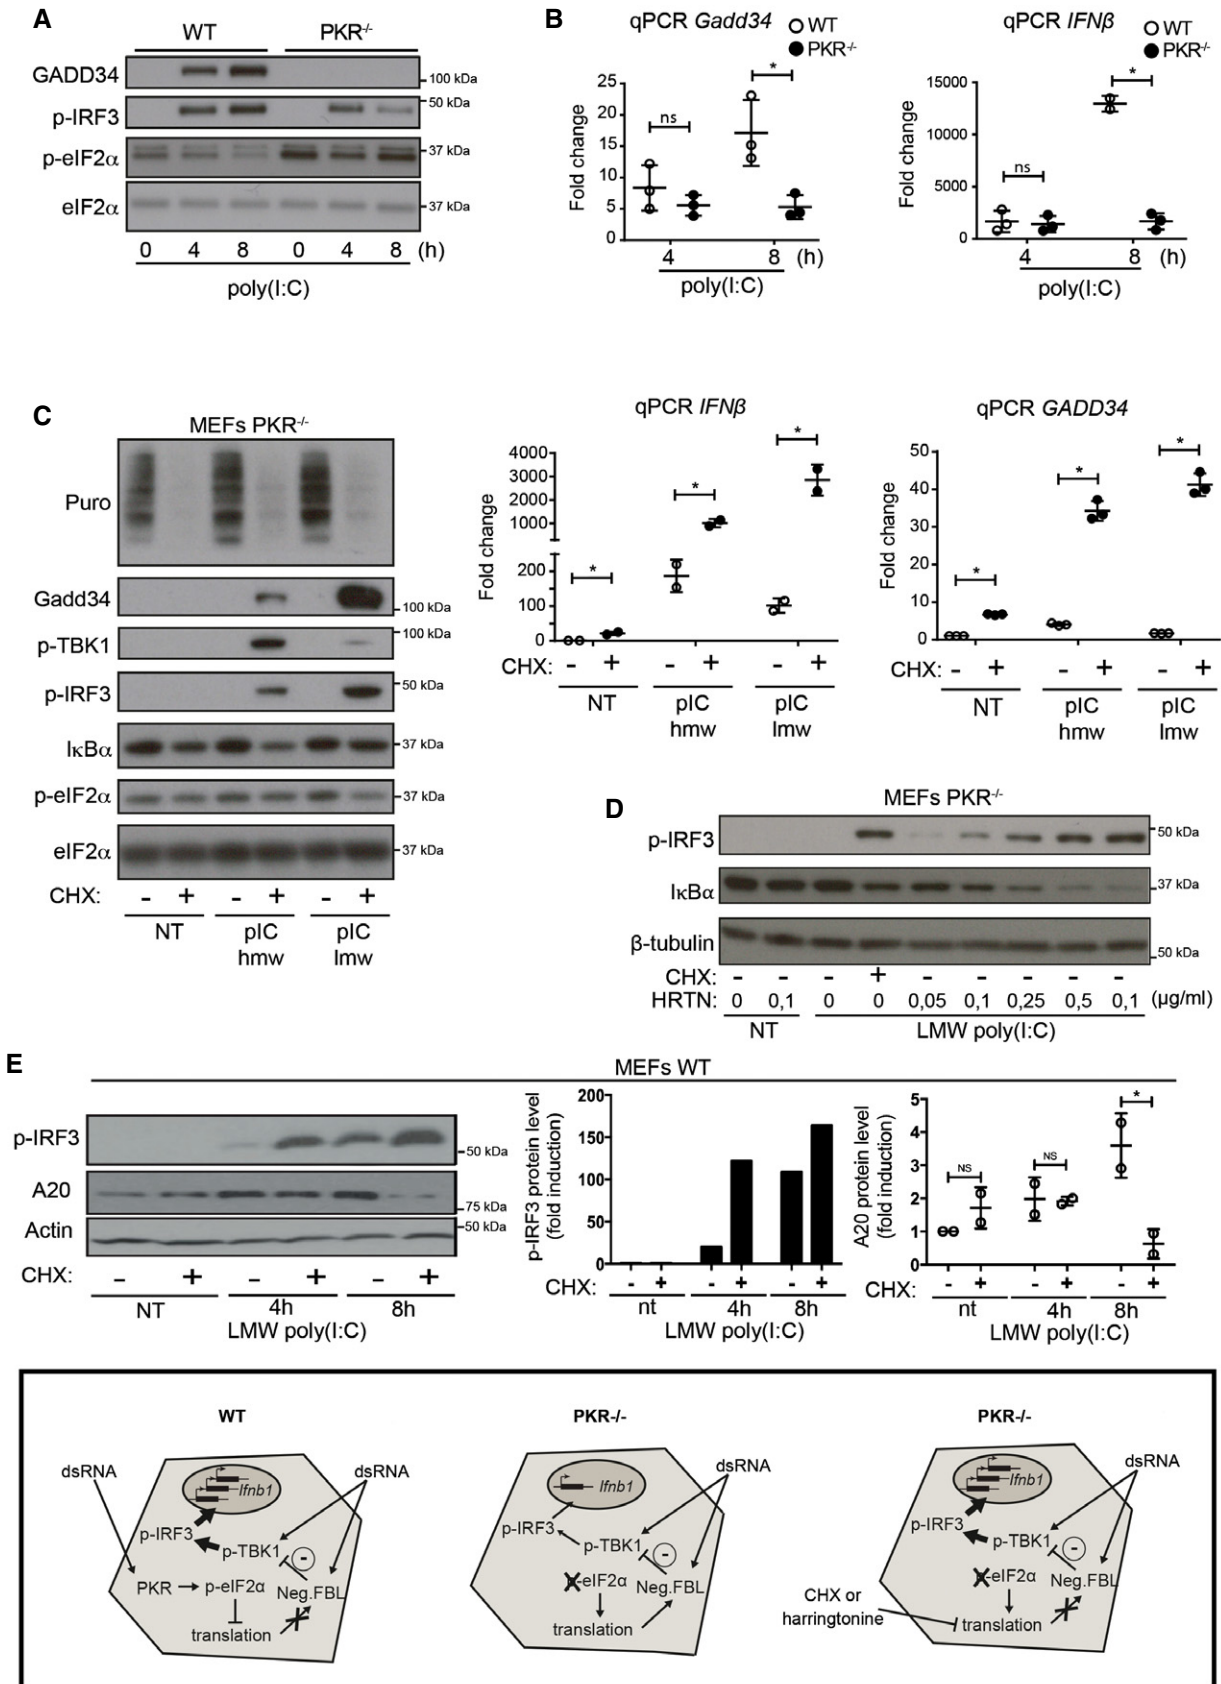 A
WT PKR-/-
GADD34
100 kDa
p-IRF3
50 kDa
p-eIF2α
37 kDa
eIF2α
37 kDa
0 4 8 0 4 8 (h)
poly(I:C)
B
qPCR Gadd34
WT
PKR-/-
Fold change
25
20
15
10
5
0
ns
*
4 8 (h)
poly(I:C)
qPCR IFNβ
WT
PKR-/-
Fold change
15000
10000
5000
0
ns
*
4 8 (h)
poly(I:C)
C
MEFs PKR-/-
Puro
Gadd34
100 kDa
p-TBK1
100 kDa
p-IRF3
50 kDa
IκBα
37 kDa
p-eIF2α
37 kDa
eIF2α
37 kDa
CHX: - + - + - +
NT pIC pIC
hmw lmw
qPCR IFNβ
Fold change
4000
3000
2000
1000
200
100
0
* * *
CHX: - + - + - +
NT pIC pIC
hmw lmw
qPCR GADD34
Fold change
50
40
30
20
10
0
* * *
CHX: - + - + - +
NT pIC pIC
hmw lmw
D
MEFs PKR-/-
p-IRF3
50 kDa
IκBα
37 kDa
β-tubulin
50 kDa
CHX: - - - + - - - - -
HRTN: 0 0,1 0 0 0,05 0,1 0,25 0,5 0,1 (µg/ml)
NT LMW poly(I:C)
E
MEFs WT
p-IRF3
50 kDa
A20
75 kDa
Actin
50 kDa
CHX: - + - + - +
NT 4h 8h
LMW poly(I:C)
p-IRF3 protein level
(fold induction)
200
150
100
50
0
CHX: - + - + - +
nt 4h 8h
LMW poly(I:C)
A20 protein level
(fold induction)
5
4
3
2
1
0
NS NS *
CHX: - + - + - +
nt 4h 8h
LMW poly(I:C)
WT
dsRNA dsRNA
Ifnb1
p-IRF3
p-TBK1
-
PKR p-eIF2α Neg.FBL
translation
PKR-/-
dsRNA
Ifnb1
p-IRF3
p-TBK1
-
p-eIF2α Neg.FBL
translation
PKR-/-
dsRNA
Ifnb1
p-IRF3
p-TBK1
-
p-eIF2α Neg.FBL
CHX or
harringtonine
translation